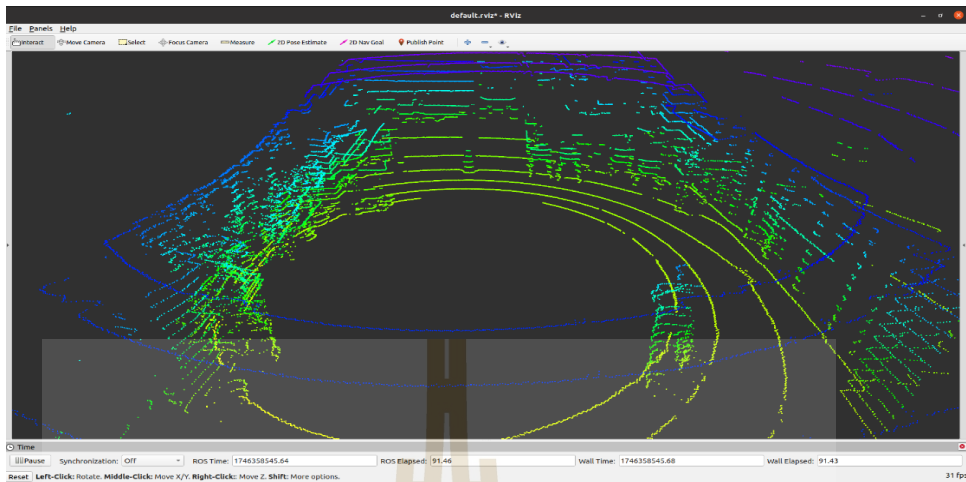 default.rviz* - RViz
File Panels Help
Interact Move Camera Select Focus Camera Measure 2D Pose Estimate 2D Nav Goal Publish Point
Time
Pause Synchronization: Off ROS Time: 1746358545.64 ROS Elapsed: 91.46 Wall Time: 1746358545.68 Wall Elapsed: 91.43
Reset Left-Click: Rotate. Middle-Click: Move X/Y. Right-Click: Move Z. Shift: More options. 31 fps